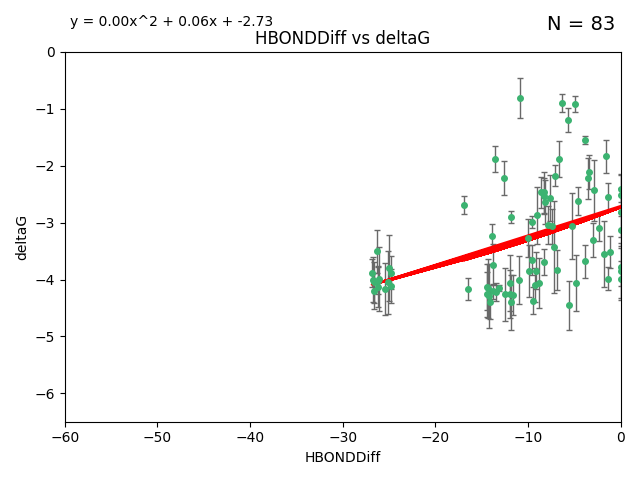 y = 0.00x^2 + 0.06x + -2.73
N = 83
HBONDDiff vs deltaG
0
−1
−2
−3
−4
−5
−6
deltaG
−60 −50 −40 −30 −20 −10 0
HBONDDiff